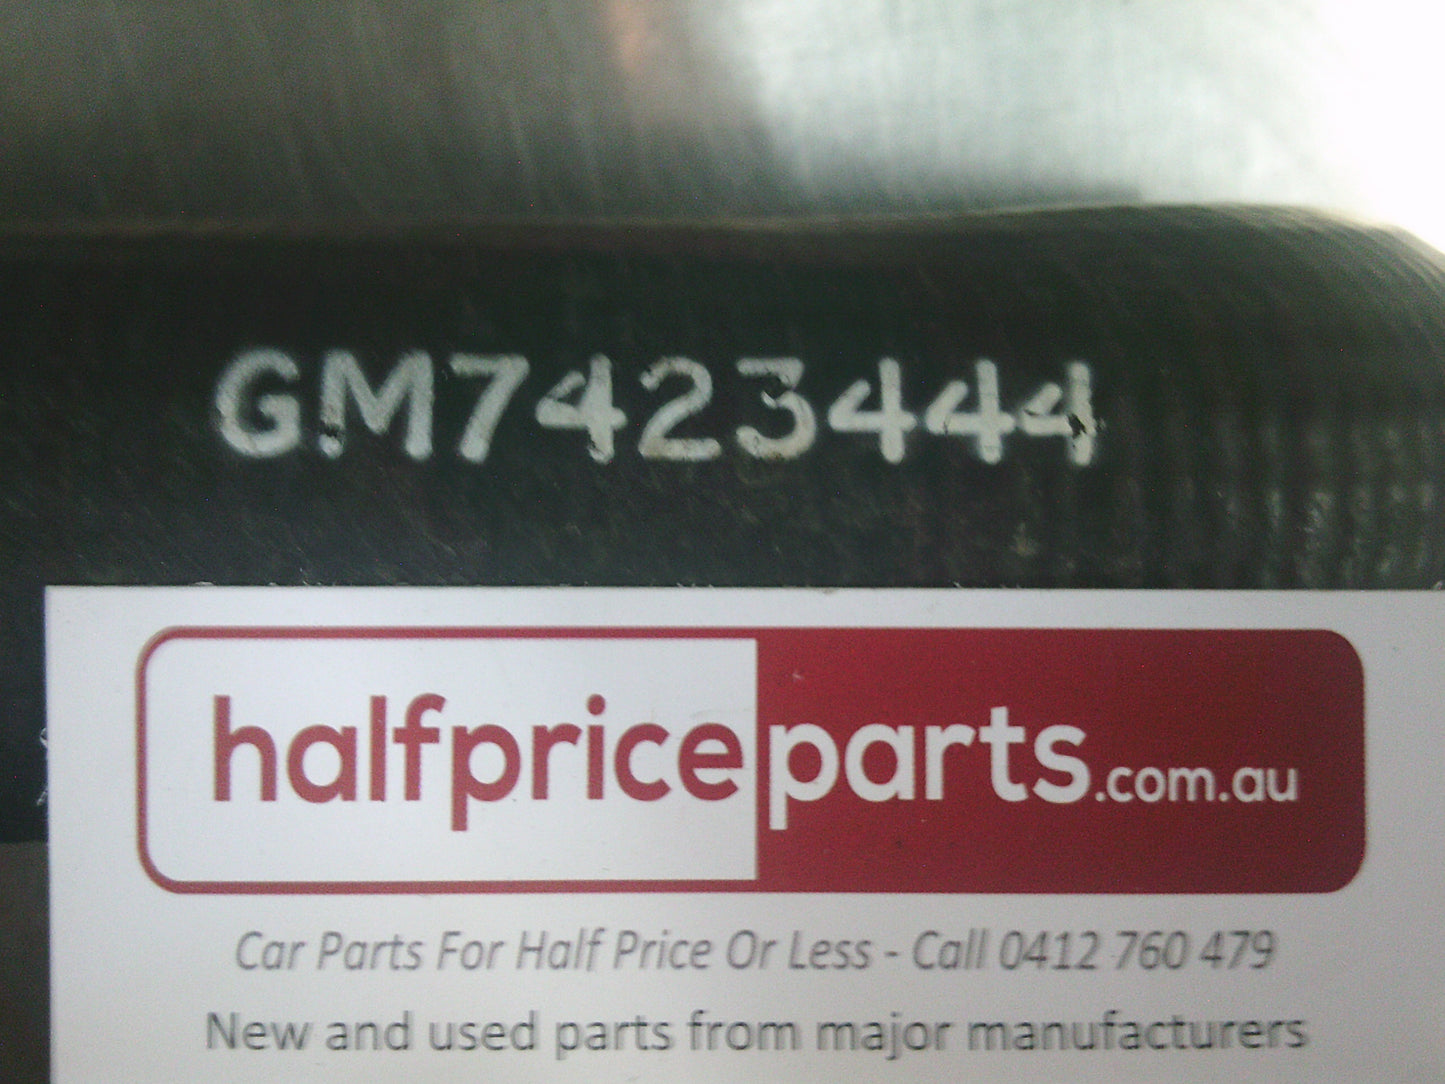 GM7423444
halfpriceparts.com.au
Car Parts For Half Price Or Less - Call 0412 760 479
New and used parts from major manufacturers